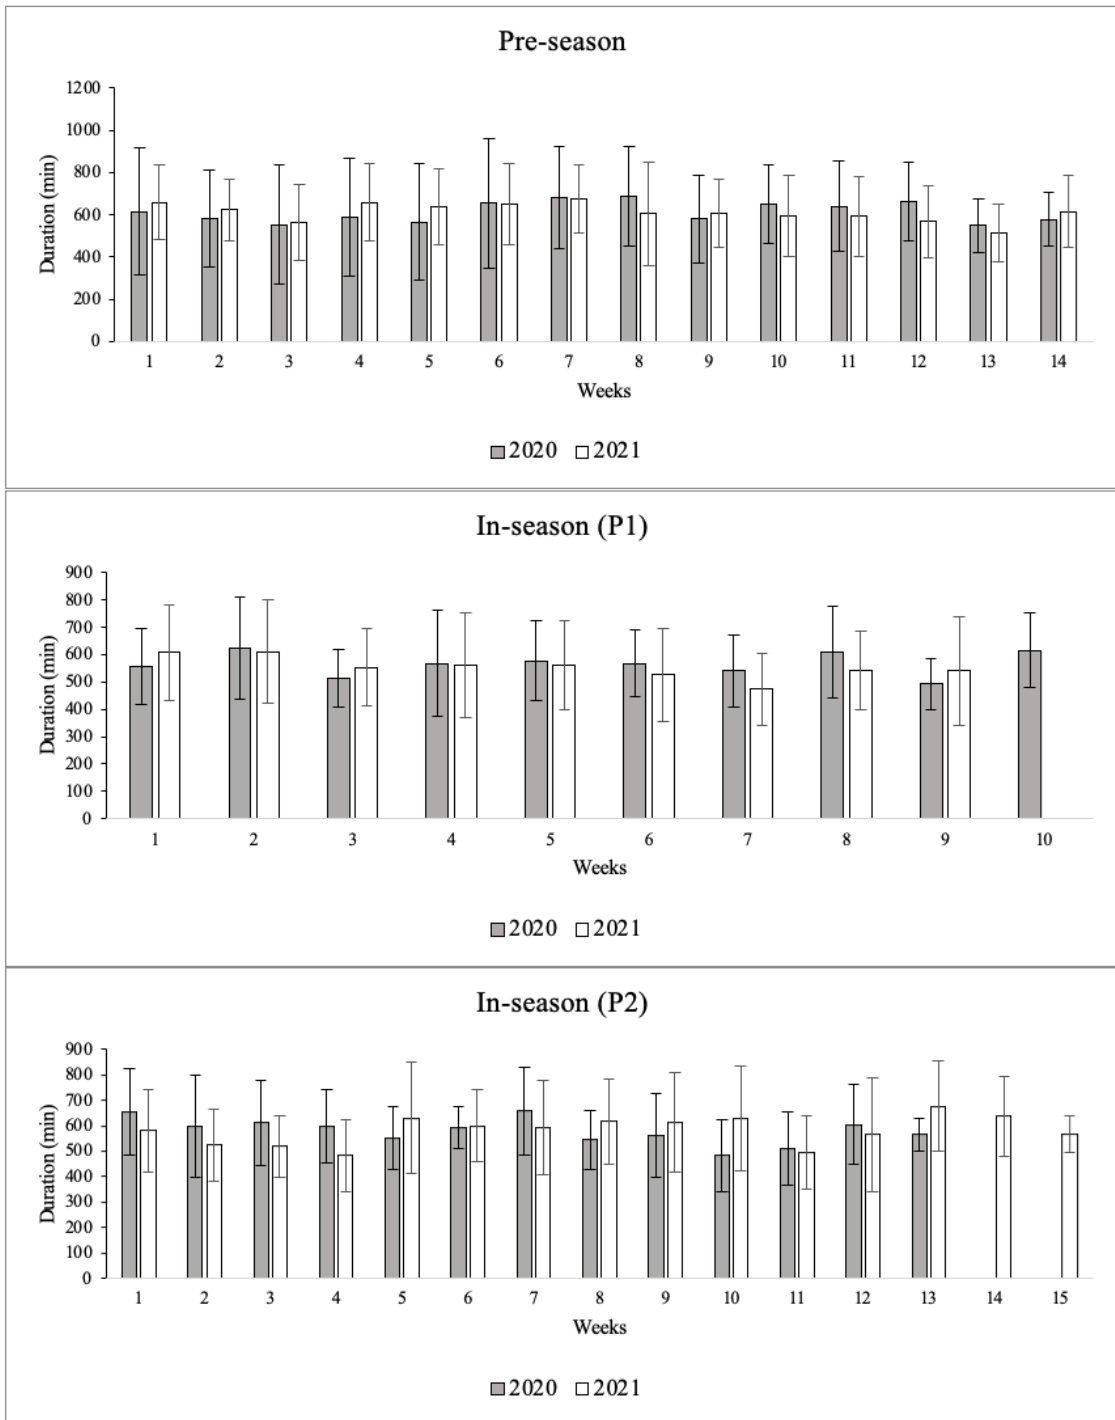 Pre-season
1200
1000
800
600
400
200
0
Duration (min)
1 2 3 4 5 6 7 8 9 10 11 12 13 14
Weeks
2020 2021
In-season (P1)
900
800
700
600
500
400
300
200
100
0
Duration (min)
1 2 3 4 5 6 7 8 9 10
Weeks
2020 2021
In-season (P2)
900
800
700
600
500
400
300
200
100
0
Duration (min)
1 2 3 4 5 6 7 8 9 10 11 12 13 14 15
Weeks
2020 2021